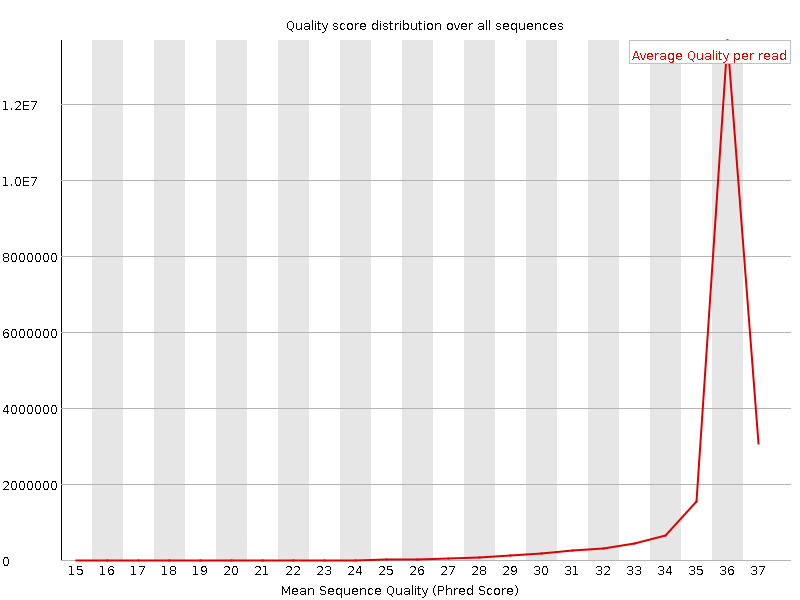 Quality score distribution over all sequences
Average Quality per read
1.2E7
1.0E7
8000000
6000000
4000000
2000000
0
15 16 17 18 19 20 21 22 23 24 25 26 27 28 29 30 31 32 33 34 35 36 37
Mean Sequence Quality (Phred Score)